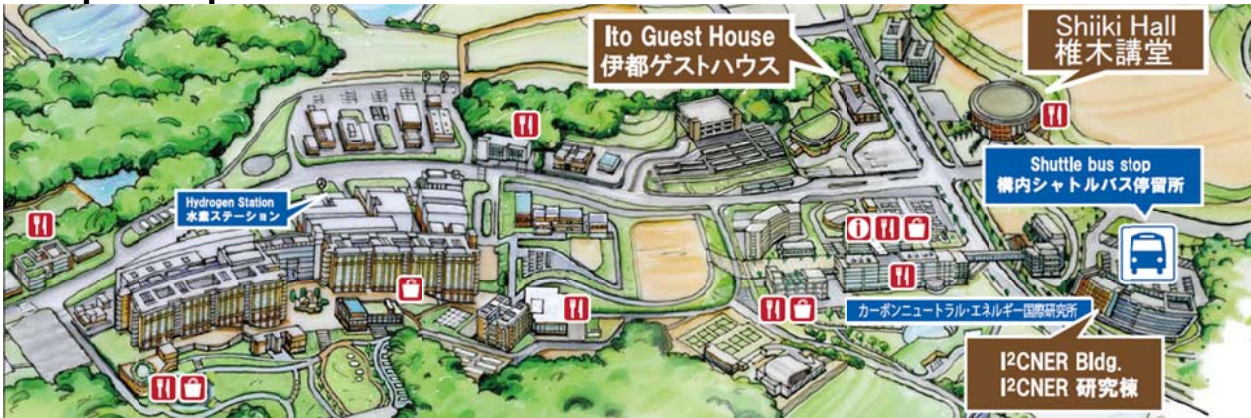 Ito Guest House
伊都ゲストハウス
Shiiki Hall
椎木講堂
Shuttle bus stop
構内シャトルバス停留所
Hydrogen Station
水素ステーション
カーボンニュートラル・エネルギー国際研究所
I²CNER Bldg.
I²CNER 研究棟